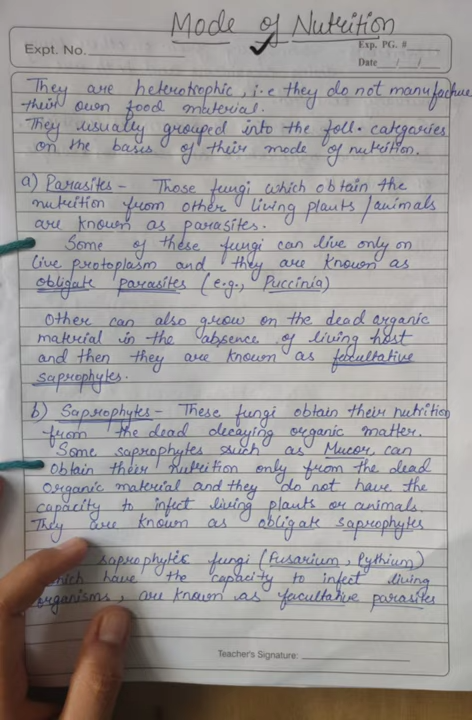 Mode of Nutrition
Expt. No.
Exp. PG. #
Date / /
They are heterotrophic, i.e they do not manufacture
their own food material.
They usually grouped into the foll. categories
on the basis of their mode of nutrition.
a) Parasites - Those fungi which obtain the
nutrition from other living plants / animals
are known as parasites.
Some of these fungi can live only on
live protoplasm and they are known as
obligate parasites (e.g., Puccinia)
Other can also grow on the dead organic
material in the absence of living host
and then they are known as facultative
saprophytes.
b) Saprophytes - These fungi obtain their nutrition
from the dead decaying organic matter.
Some saprophytes such as Mucor, can
obtain their nutrition only from the dead
organic material and they do not have the
capacity to infect living plants or animals
They are known as obligate saprophytes
saprophytic fungi (Fusarium, Pythium)
which have the capacity to infect living
organisms, are known as facultative parasites
Teacher's Signature: